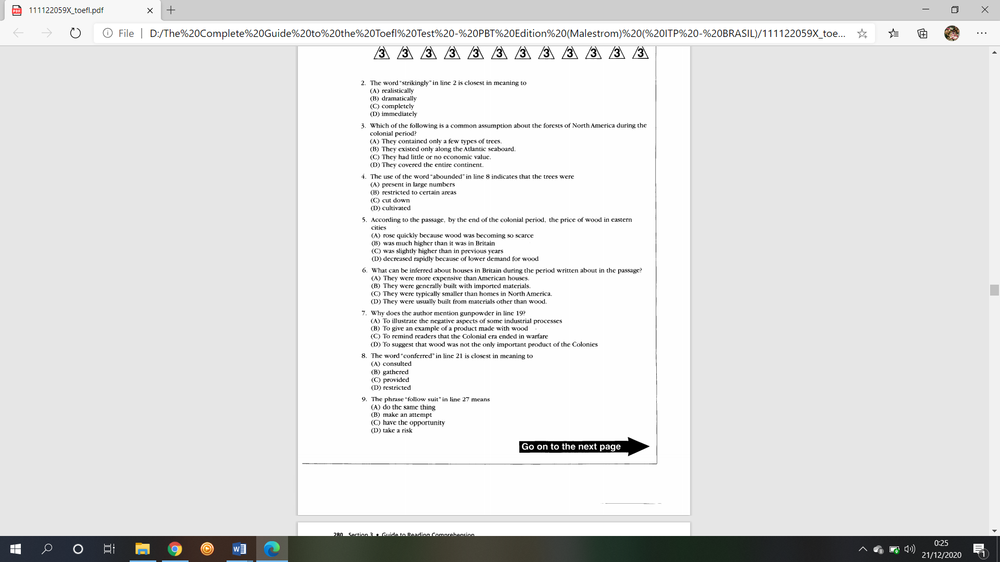 111122059X_toefl.pdf
File
D:/The%20Complete%20Guide%20to%20the%20Toefl%20Test%20-%20PBT%20Edition%20(Malestrom)%20(%20ITP%20-%20BRASIL)/111122059X_toe...
3 3 3 3 3 3 3 3 3 3 3 3
2. The word "strikingly" in line 2 is closest in meaning to
(A) realistically
(B) dramatically
(C) completely
(D) immediately
3. Which of the following is a common assumption about the forests of North America during the
colonial period?
(A) They contained only a few types of trees.
(B) They existed only along the Atlantic seaboard.
(C) They had little or no economic value.
(D) They covered the entire continent.
4. The use of the word "abounded" in line 8 indicates that the trees were
(A) present in large numbers
(B) restricted to certain areas
(C) cut down
(D) cultivated
5. According to the passage, by the end of the colonial period, the price of wood in eastern
cities
(A) rose quickly because wood was becoming so scarce
(B) was much higher than it was in Britain
(C) was slightly higher than in previous years
(D) decreased rapidly because of lower demand for wood
6. What can be inferred about houses in Britain during the period written about in the passage?
(A) They were more expensive than American houses.
(B) They were generally built with imported materials.
(C) They were typically smaller than homes in North America.
(D) They were usually built from materials other than wood.
7. Why does the author mention gunpowder in line 19?
(A) To illustrate the negative aspects of some industrial processes
(B) To give an example of a product made with wood
(C) To remind readers that the Colonial era ended in warfare
(D) To suggest that wood was not the only important product of the Colonies
8. The word "conferred" in line 21 is closest in meaning to
(A) consulted
(B) gathered
(C) provided
(D) restricted
9. The phrase "follow suit" in line 27 means
(A) do the same thing
(B) make an attempt
(C) have the opportunity
(D) take a risk
Go on to the next page
280 Section 3 • Guide to Reading Comprehension
0:25
21/12/2020
1